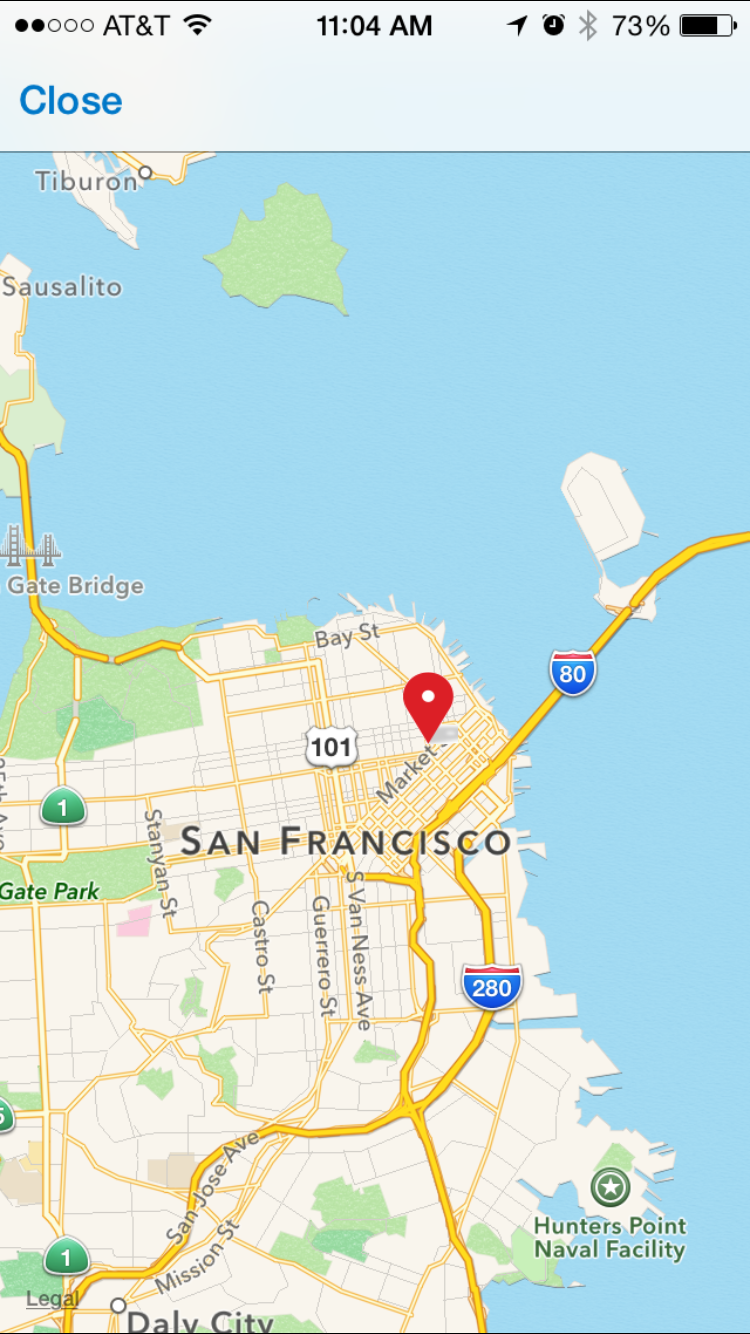 AT&T 11:04 AM 73%
Close
Tiburon
Sausalito
Gate Bridge
Bay St
80
101
Market
1
Stanyan St
SAN FRANCISCO
Gate Park
S Van Ness Ave
Guerrero St
Castro St
280
San Jose Ave
Hunters Point
Naval Facility
Mission St
1
Legal
Daly City